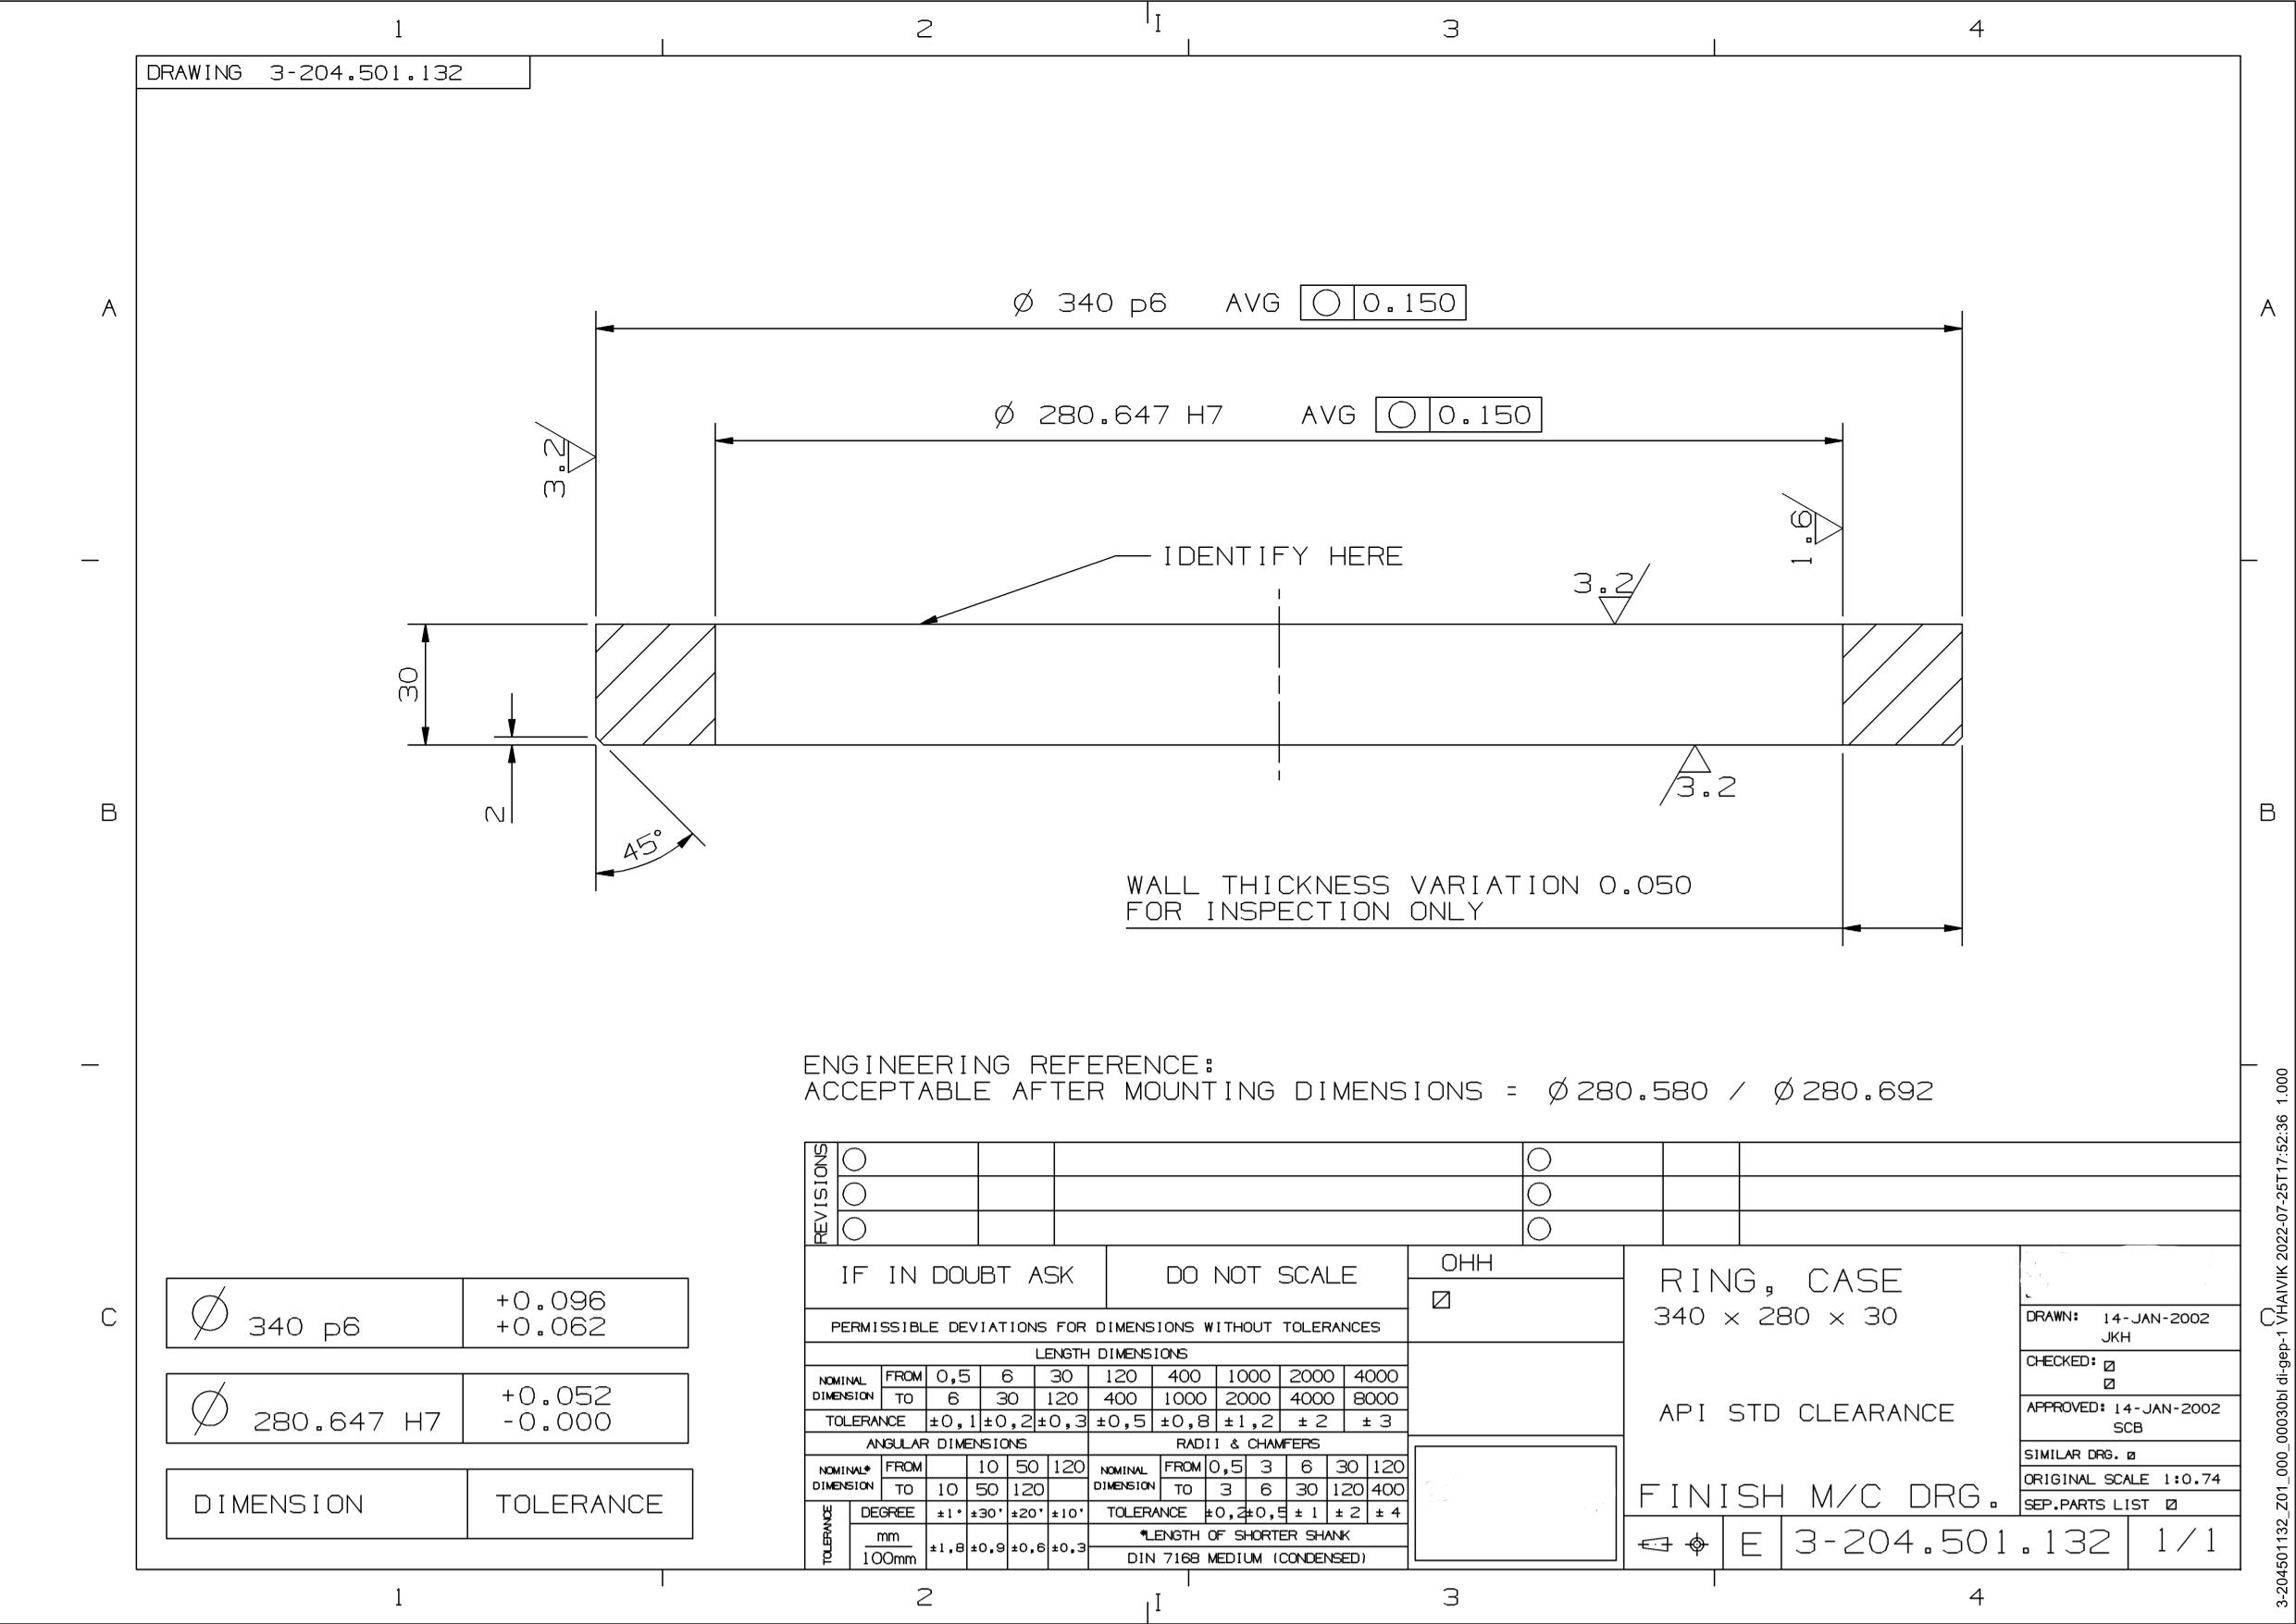 1 2 I 3 4
DRAWING 3-204.501.132
A A
Ø 340 p6 AVG ○ 0.150
Ø 280.647 H7 AVG ○ 0.150
3.2
1.6
IDENTIFY HERE
3.2
30
2
45°
3.2
B B
WALL THICKNESS VARIATION 0.050
FOR INSPECTION ONLY
ENGINEERING REFERENCE:
ACCEPTABLE AFTER MOUNTING DIMENSIONS = Ø280.580 / Ø280.692
REVISIONS
C C
Ø 340 p6 +0.096
+0.062
Ø 280.647 H7 +0.052
-0.000
DIMENSION TOLERANCE
IF IN DOUBT ASK DO NOT SCALE
PERMISSIBLE DEVIATIONS FOR DIMENSIONS WITHOUT TOLERANCES
LENGTH DIMENSIONS
NOMINAL DIMENSION FROM 0,5 6 30 120 400 1000 2000 4000
TO 6 30 120 400 1000 2000 4000 8000
TOLERANCE ±0,1 ±0,2 ±0,3 ±0,5 ±0,8 ±1,2 ± 2 ± 3
ANGULAR DIMENSIONS RADII & CHAMFERS
NOMINAL* DIMENSION FROM 10 50 120 NOMINAL DIMENSION FROM 0,5 3 6 30 120
TO 10 50 120 TO 3 6 30 120 400
TOLERANCE DEGREE ±1° ±30' ±20' ±10' TOLERANCE ±0,2 ±0,5 ± 1 ± 2 ± 4
mm
100mm ±1,8 ±0,9 ±0,6 ±0,3 *LENGTH OF SHORTER SHANK
DIN 7168 MEDIUM (CONDENSED)
OHH
RING, CASE
340 x 280 x 30
API STD CLEARANCE
FINISH M/C DRG.
DRAWN: 14-JAN-2002
JKH
CHECKED:
APPROVED: 14-JAN-2002
SCB
SIMILAR DRG.
ORIGINAL SCALE 1:0.74
SEP.PARTS LIST
E 3-204.501.132 1/1
1 2 I 3 4
3-204501132_Z01_000_00030bl di-gep-1 VHAIVIK 2022-07-25T17:52:36 1.000